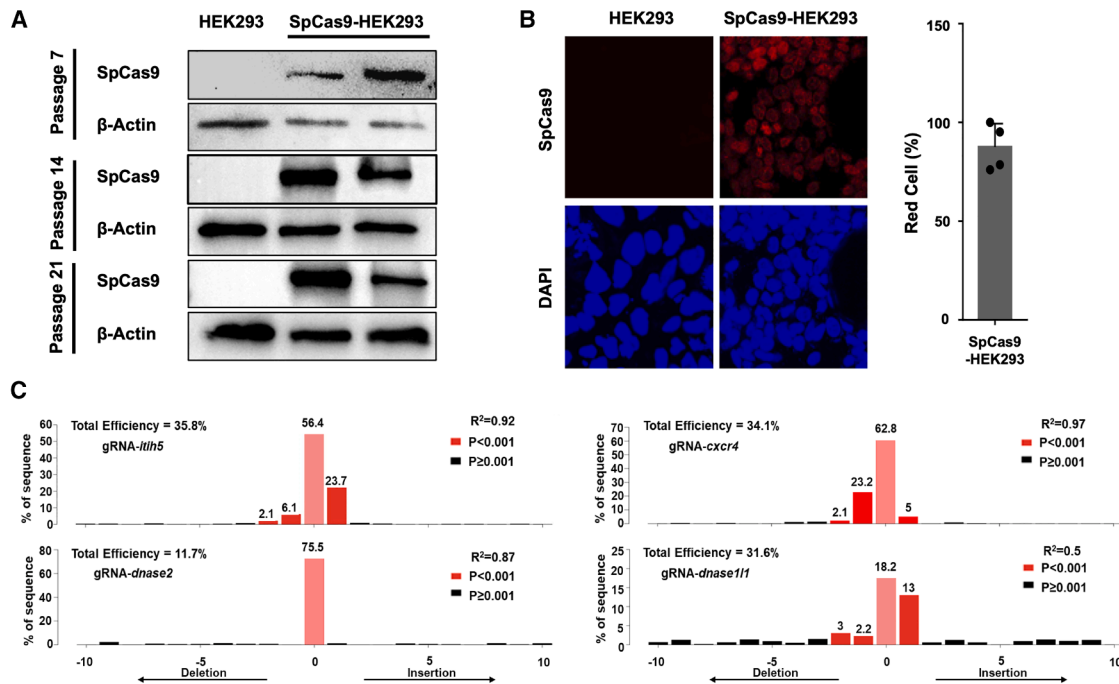 A
HEK293 SpCas9-HEK293
Passage 7
SpCas9
β-Actin
Passage 14
SpCas9
β-Actin
Passage 21
SpCas9
β-Actin
B
HEK293 SpCas9-HEK293
SpCas9
DAPI
Red Cell (%)
150
100
50
0
SpCas9
-HEK293
C
Total Efficiency = 35.8%
gRNA-itih5
R²=0.92
P<0.001
P≥0.001
% of sequence
60
50
40
30
20
10
0
2.1 6.1 56.4 23.7
Total Efficiency = 34.1%
gRNA-cxcr4
R²=0.97
P<0.001
P≥0.001
% of sequence
70
60
50
40
30
20
10
0
2.1 23.2 62.8 5
Total Efficiency = 11.7%
gRNA-dnase2
R²=0.87
P<0.001
P≥0.001
% of sequence
80
60
40
20
0
75.5
-10 -5 0 5 10
Deletion Insertion
Total Efficiency = 31.6%
gRNA-dnase1l1
R²=0.5
P<0.001
P≥0.001
% of sequence
25
20
15
10
5
0
3 2.2 18.2 13
-10 -5 0 5 10
Deletion Insertion